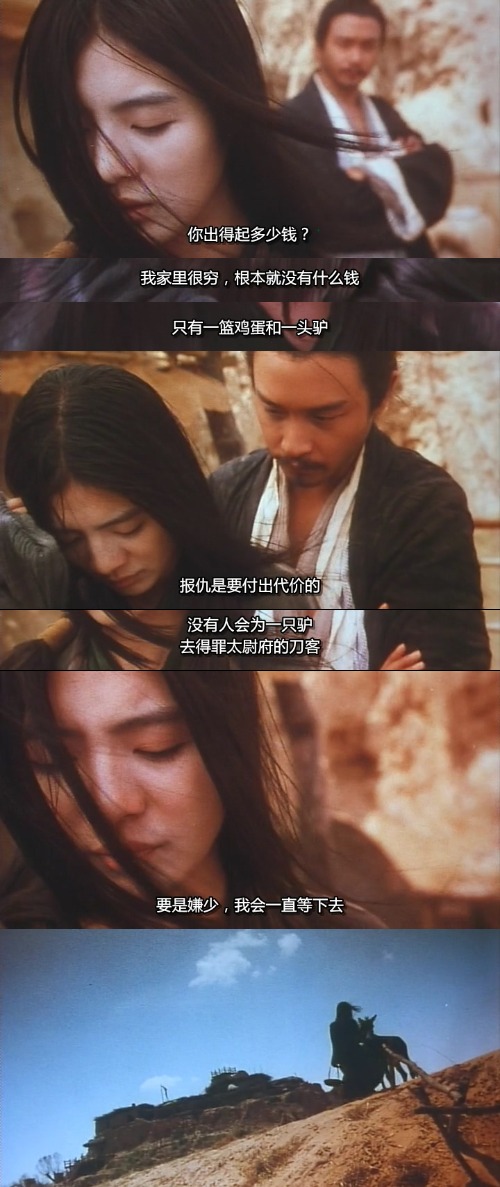 你出得起多少钱？
我家里很穷，根本就没有什么钱
只有一篮鸡蛋和一头驴
报仇是要付出代价的
没有人会为一只驴
去得罪太尉府的刀客
要是嫌少，我会一直等下去